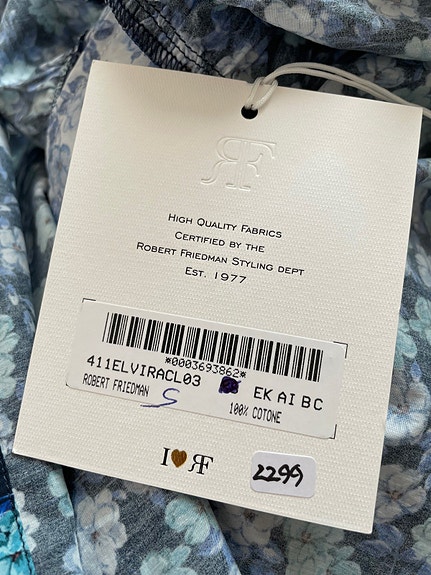 RF
HIGH QUALITY FABRICS
CERTIFIED BY THE
ROBERT FRIEDMAN STYLING DEPT
EST. 1977
*0003693862*
411ELVIRACL03 EK AI BC
ROBERT FRIEDMAN S 100% COTONE
I RF
2299